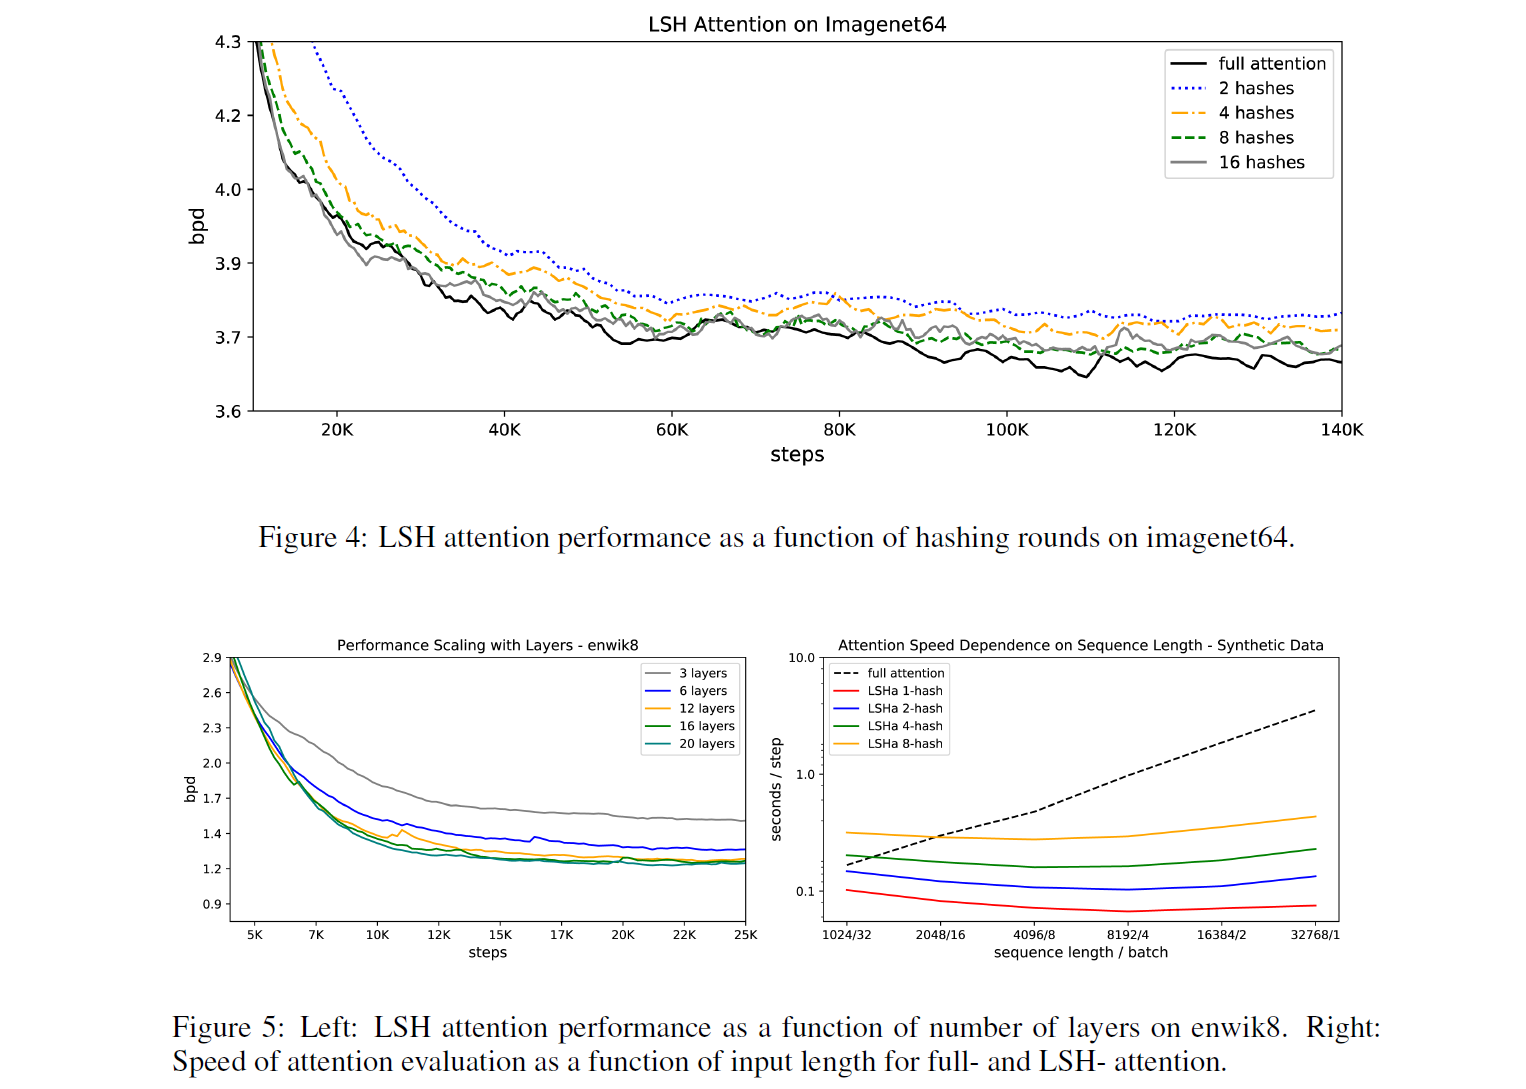 LSH Attention on Imagenet64
4.3
4.2
4.0
3.9
3.7
3.6
bpd
full attention
2 hashes
4 hashes
8 hashes
16 hashes
20K 40K 60K 80K 100K 120K 140K
steps
Figure 4: LSH attention performance as a function of hashing rounds on imagenet64.
Performance Scaling with Layers - enwik8
2.9
2.6
2.3
2.0
1.7
1.4
1.2
0.9
bpd
3 layers
6 layers
12 layers
16 layers
20 layers
5K 7K 10K 12K 15K 17K 20K 22K 25K
steps
Attention Speed Dependence on Sequence Length - Synthetic Data
10.0
1.0
0.1
seconds / step
full attention
LSHa 1-hash
LSHa 2-hash
LSHa 4-hash
LSHa 8-hash
1024/32 2048/16 4096/8 8192/4 16384/2 32768/1
sequence length / batch
Figure 5: Left: LSH attention performance as a function of number of layers on enwik8. Right:
Speed of attention evaluation as a function of input length for full- and LSH- attention.